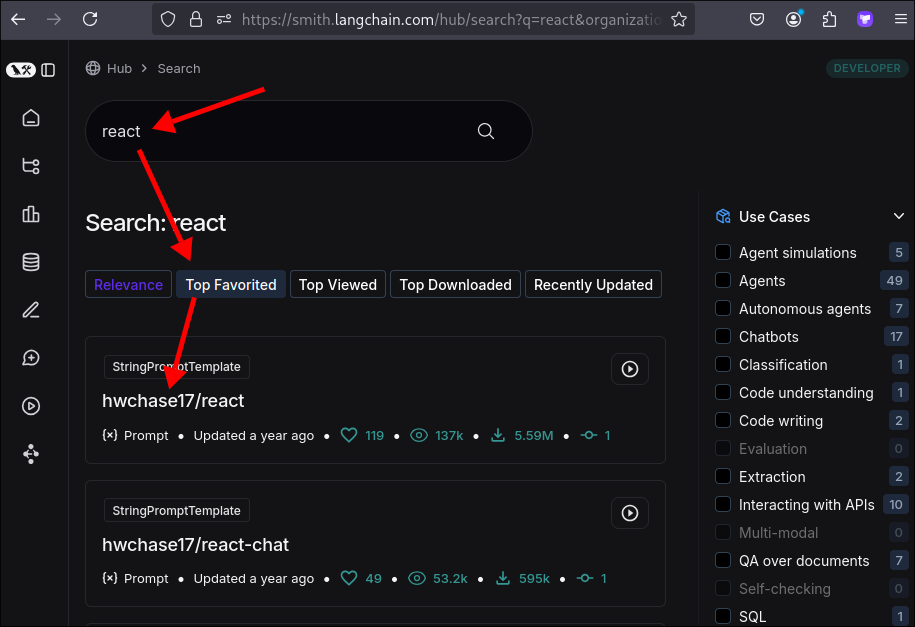 https://smith.langchain.com/hub/search?q=react&organizatio
Hub > Search
DEVELOPER
react
Search: react
Relevance
Top Favorited
Top Viewed
Top Downloaded
Recently Updated
StringPromptTemplate
hwchase17/react
{x} Prompt • Updated a year ago • 119 • 137k • 5.59M • 1
StringPromptTemplate
hwchase17/react-chat
{x} Prompt • Updated a year ago • 49 • 53.2k • 595k • 1
Use Cases
Agent simulations 5
Agents 49
Autonomous agents 7
Chatbots 17
Classification 1
Code understanding 1
Code writing 2
Evaluation 0
Extraction 2
Interacting with APIs 10
Multi-modal 0
QA over documents 7
Self-checking 0
SQL 1